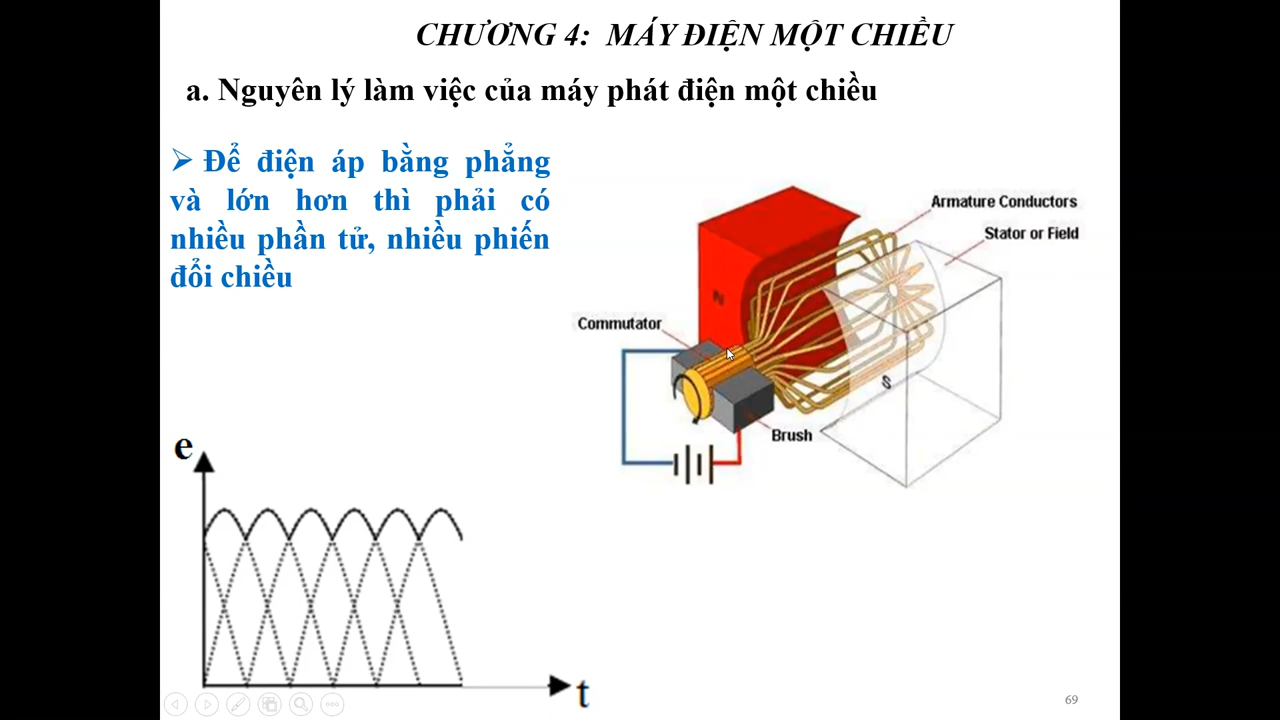 CHƯƠNG 4: MÁY ĐIỆN MỘT CHIỀU
a. Nguyên lý làm việc của máy phát điện một chiều
➢ Để điện áp bằng phẳng
và lớn hơn thì phải có
nhiều phần tử, nhiều phiến
đổi chiều
Armature Conductors
Stator or Field
N
Commutator
S
Brush
e
t
69